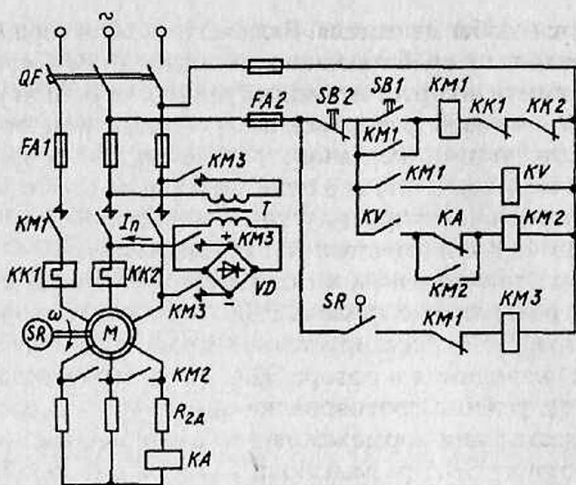 ~
QF
FA1
FA2
SB2
SB1
KM1
KK1
KK2
KM1
KM3
KM1
KV
KM1
Iп
T
KV
KA
KM2
+
KM3
KK1
KK2
KM3
VD
KM2
SR
ω
SR
M
KM1
KM3
KM2
R2Д
KA